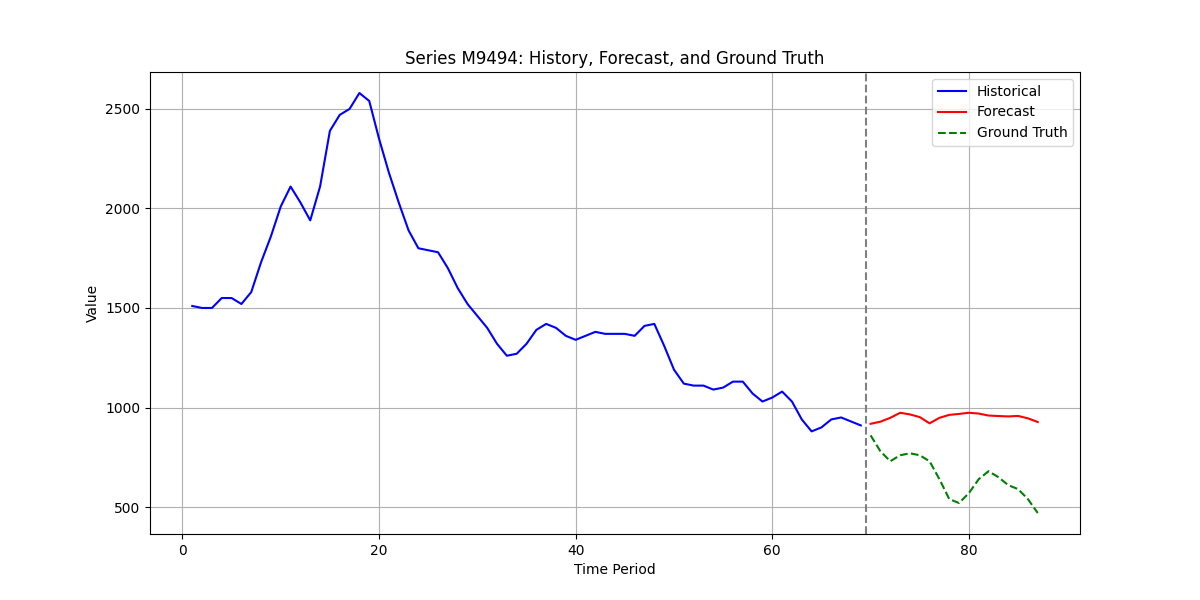 Series M9494: History, Forecast, and Ground Truth
Historical
Forecast
Ground Truth
Value
2500
2000
1500
1000
500
0
20
40
60
80
Time Period